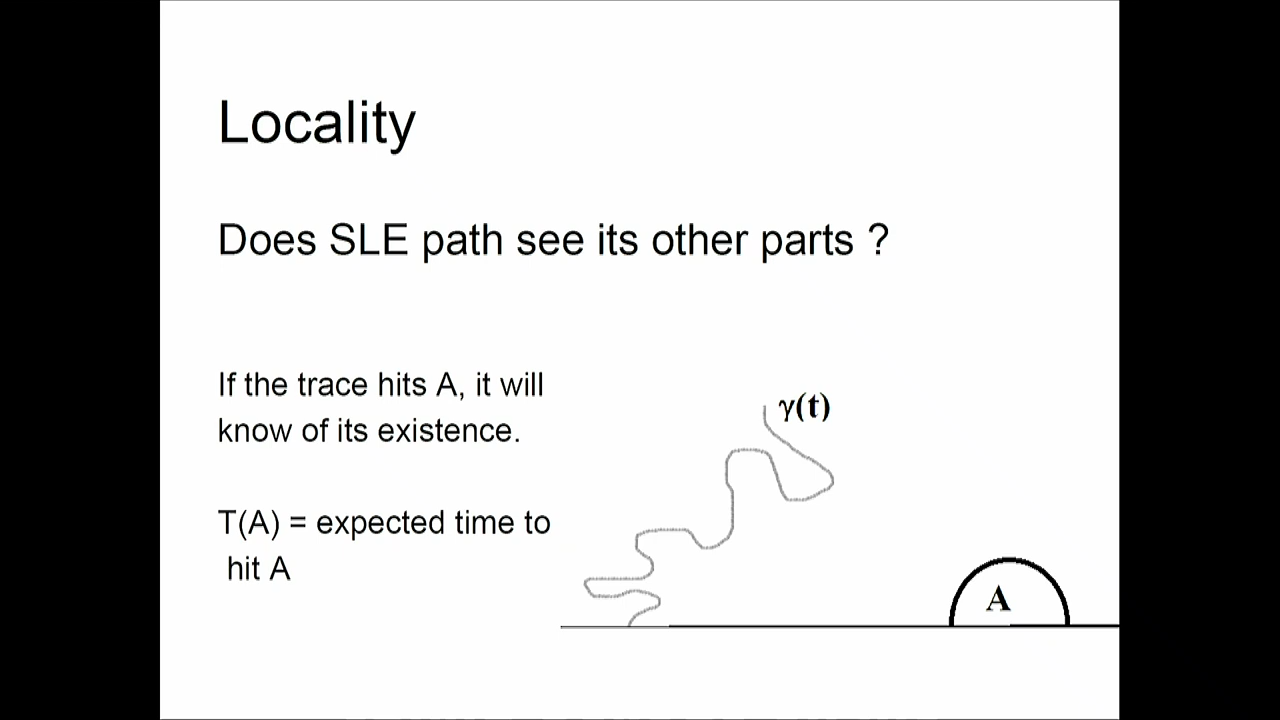 Locality
Does SLE path see its other parts ?
If the trace hits A, it will
know of its existence.
γ(t)
T(A) = expected time to
hit A
A